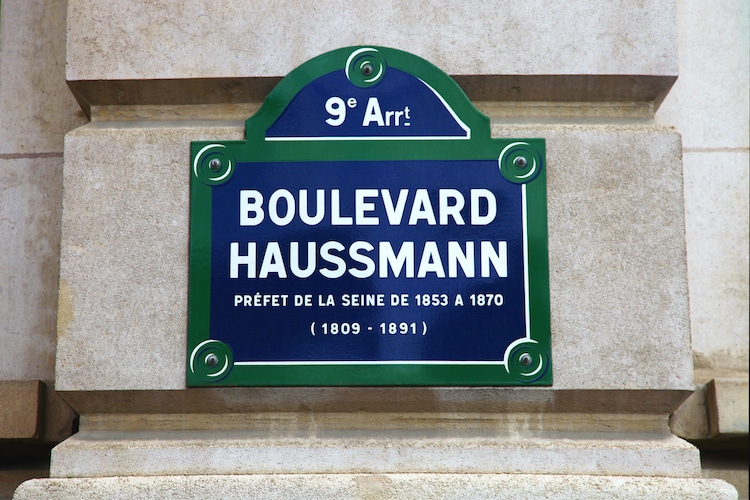 9e Arrt
BOULEVARD
HAUSSMANN
PRÉFET DE LA SEINE DE 1853 A 1870
(1809 - 1891)